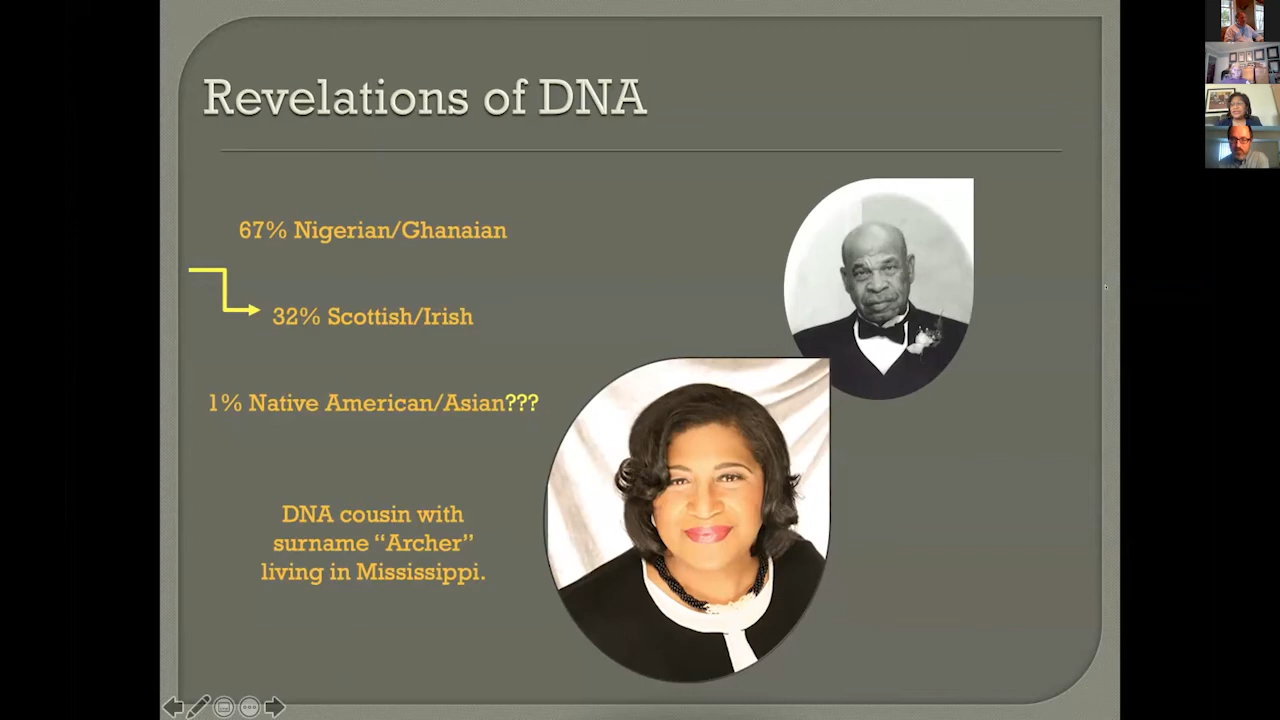 Revelations of DNA
67% Nigerian/Ghanaian
32% Scottish/Irish
1% Native American/Asian???
DNA cousin with
surname “Archer”
living in Mississippi.